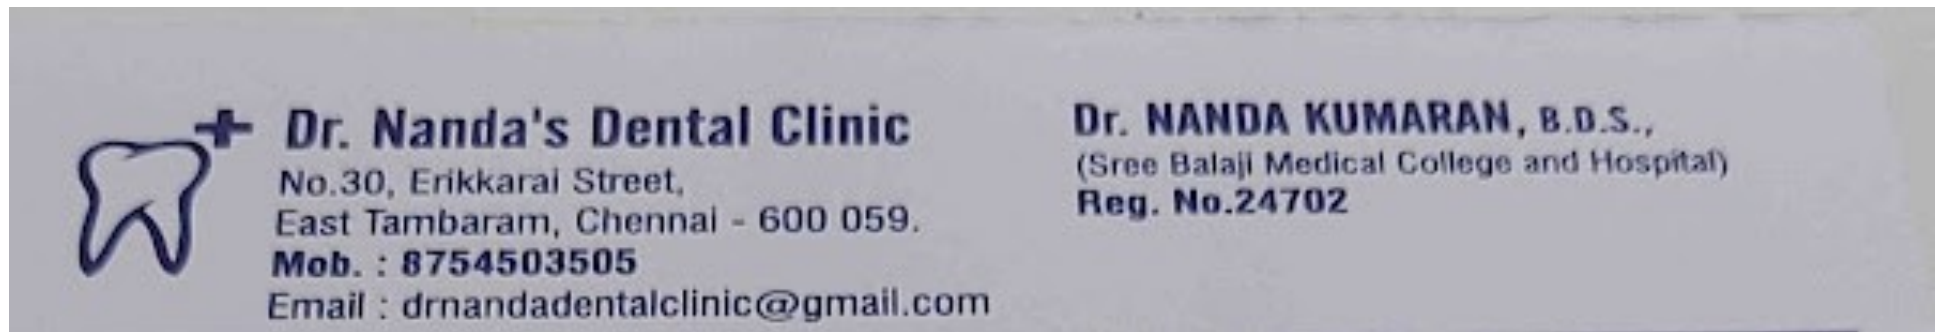 Dr. Nanda's Dental Clinic
No.30, Erikkarai Street,
East Tambaram, Chennai - 600 059.
Mob. : 8754503505
Email : drnandadentalclinic@gmail.com
Dr. NANDA KUMARAN, B.D.S.,
(Sree Balaji Medical College and Hospital)
Reg. No.24702